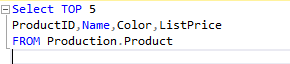 Select TOP 5
ProductID,Name,Color,ListPrice
FROM Production.Product